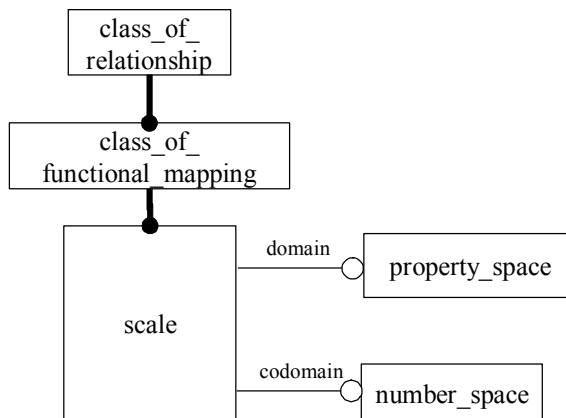 class_of_
relationship
class_of_
functional_mapping
domain
property_space
scale
codomain
number_space